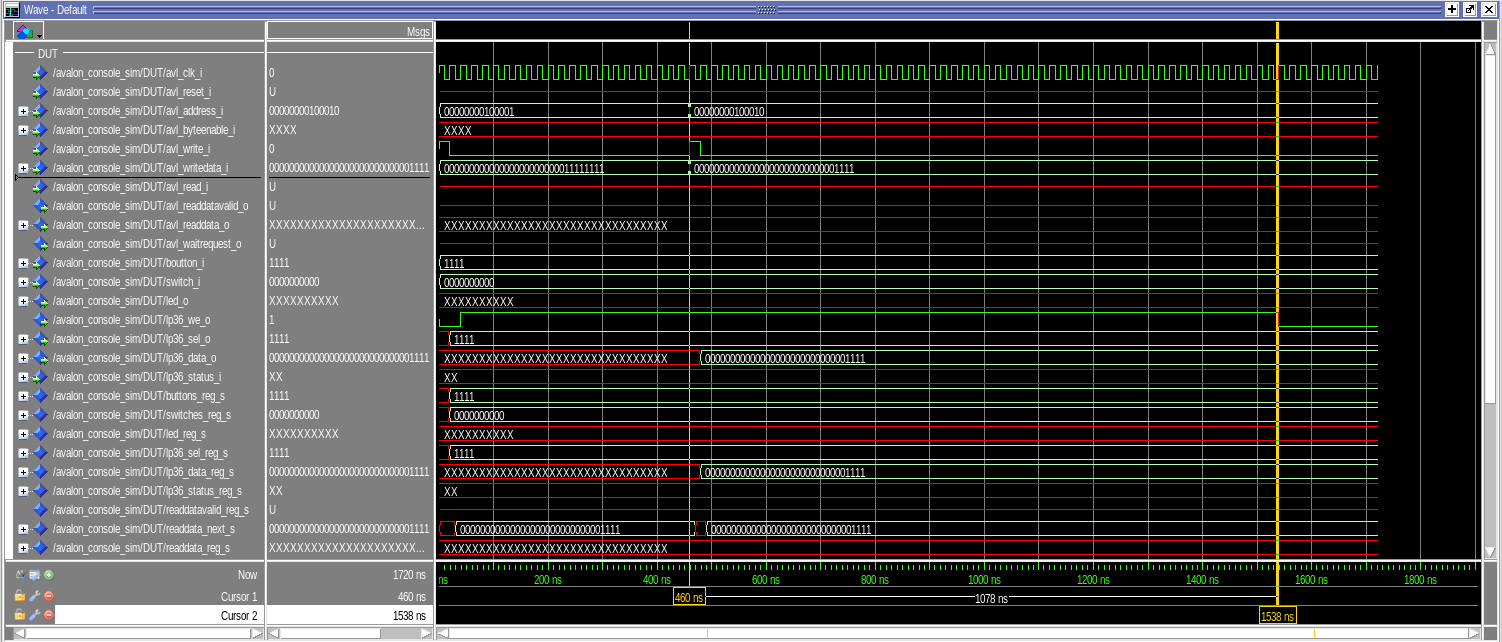 Wave - Default
Msgs
DUT
/avalon_console_sim/DUT/avl_clk_i 0
/avalon_console_sim/DUT/avl_reset_i U
/avalon_console_sim/DUT/avl_address_i 00000000100010 00000000100001 00000000100010
/avalon_console_sim/DUT/avl_byteenable_i XXXX XXXX
/avalon_console_sim/DUT/avl_write_i 0
/avalon_console_sim/DUT/avl_writedata_i 00000000000000000000000000001111 00000000000000000000000011111111 00000000000000000000000000001111
/avalon_console_sim/DUT/avl_read_i U
/avalon_console_sim/DUT/avl_readdatavalid_o U
/avalon_console_sim/DUT/avl_readdata_o XXXXXXXXXXXXXXXXXXXXXX... XXXXXXXXXXXXXXXXXXXXXXXXXXXXXXXX
/avalon_console_sim/DUT/avl_waitrequest_o U
/avalon_console_sim/DUT/boutton_i 1111 1111
/avalon_console_sim/DUT/switch_i 0000000000 0000000000
/avalon_console_sim/DUT/led_o XXXXXXXXXX XXXXXXXXXX
/avalon_console_sim/DUT/lp36_we_o 1
/avalon_console_sim/DUT/lp36_sel_o 1111 1111
/avalon_console_sim/DUT/lp36_data_o 00000000000000000000000000001111 XXXXXXXXXXXXXXXXXXXXXXXXXXXXXXXX 00000000000000000000000000001111
/avalon_console_sim/DUT/lp36_status_i XX XX
/avalon_console_sim/DUT/buttons_reg_s 1111 1111
/avalon_console_sim/DUT/switches_reg_s 0000000000 0000000000
/avalon_console_sim/DUT/led_reg_s XXXXXXXXXX XXXXXXXXXX
/avalon_console_sim/DUT/lp36_sel_reg_s 1111 1111
/avalon_console_sim/DUT/lp36_data_reg_s 00000000000000000000000000001111 XXXXXXXXXXXXXXXXXXXXXXXXXXXXXXXX 00000000000000000000000000001111
/avalon_console_sim/DUT/lp36_status_reg_s XX XX
/avalon_console_sim/DUT/readdatavalid_reg_s U
/avalon_console_sim/DUT/readdata_next_s 00000000000000000000000000001111 00000000000000000000000000001111 00000000000000000000000000001111
/avalon_console_sim/DUT/readdata_reg_s XXXXXXXXXXXXXXXXXXXXXX... XXXXXXXXXXXXXXXXXXXXXXXXXXXXXXXX
Now 1720 ns ns 200 ns 400 ns 600 ns 800 ns 1000 ns 1200 ns 1400 ns 1600 ns 1800 ns
Cursor 1 460 ns 460 ns 1078 ns
Cursor 2 1538 ns 1538 ns